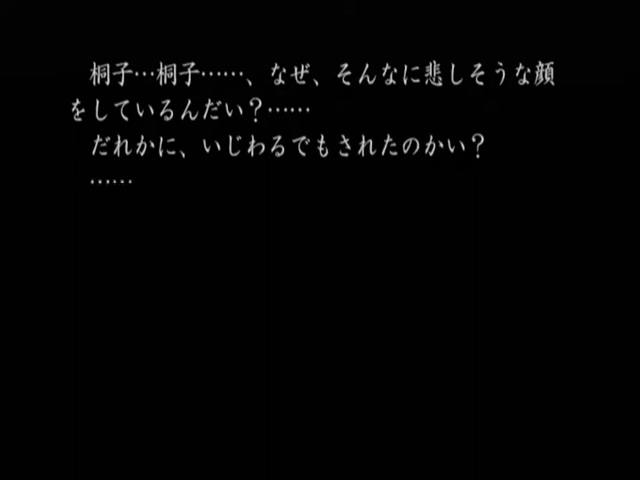 桐子…桐子……、なぜ、そんなに悲しそうな顔
をしているんだい？……
だれかに、いじわるでもされたのかい？
……